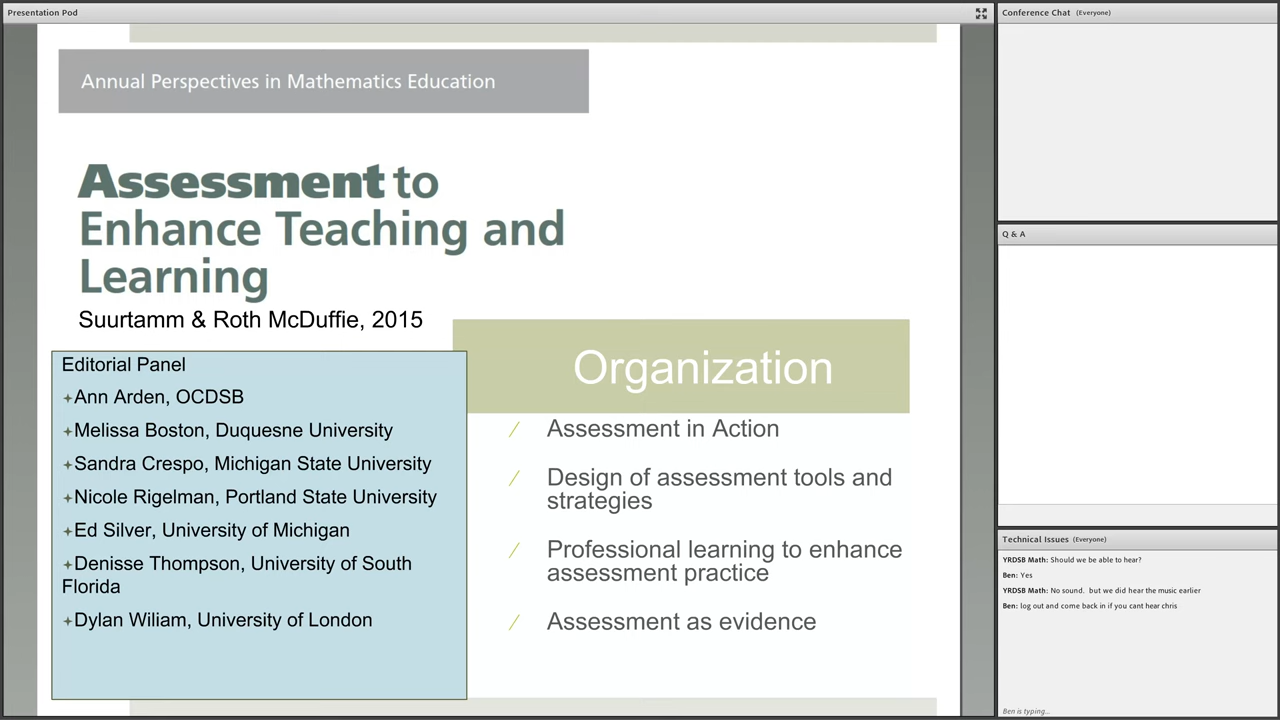 Presentation Pod
Annual Perspectives in Mathematics Education
Assessment to
Enhance Teaching and
Learning
Suurtamm & Roth McDuffie, 2015
Editorial Panel
Ann Arden, OCDSB
Melissa Boston, Duquesne University
Sandra Crespo, Michigan State University
Nicole Rigelman, Portland State University
Ed Silver, University of Michigan
Denisse Thompson, University of South
Florida
Dylan Wiliam, University of London
Organization
Assessment in Action
Design of assessment tools and
strategies
Professional learning to enhance
assessment practice
Assessment as evidence
Conference Chat (Everyone)
Q & A
Technical Issues (Everyone)
YRDSB Math: Should we be able to hear?
Ben: Yes
YRDSB Math: No sound. but we did hear the music earlier
Ben: log out and come back in if you cant hear chris
Ben is typing...